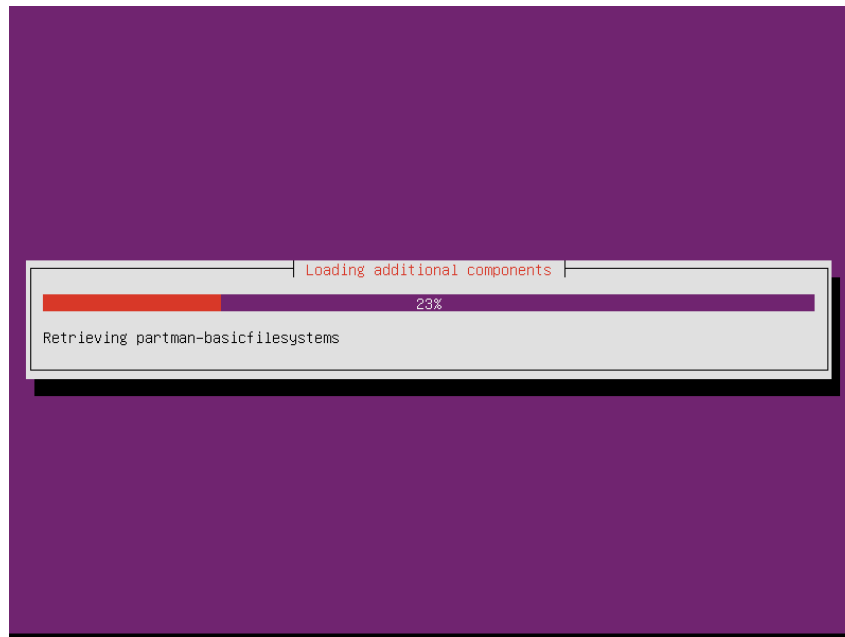 Loading additional components
23%
Retrieving partman-basicfilesystems